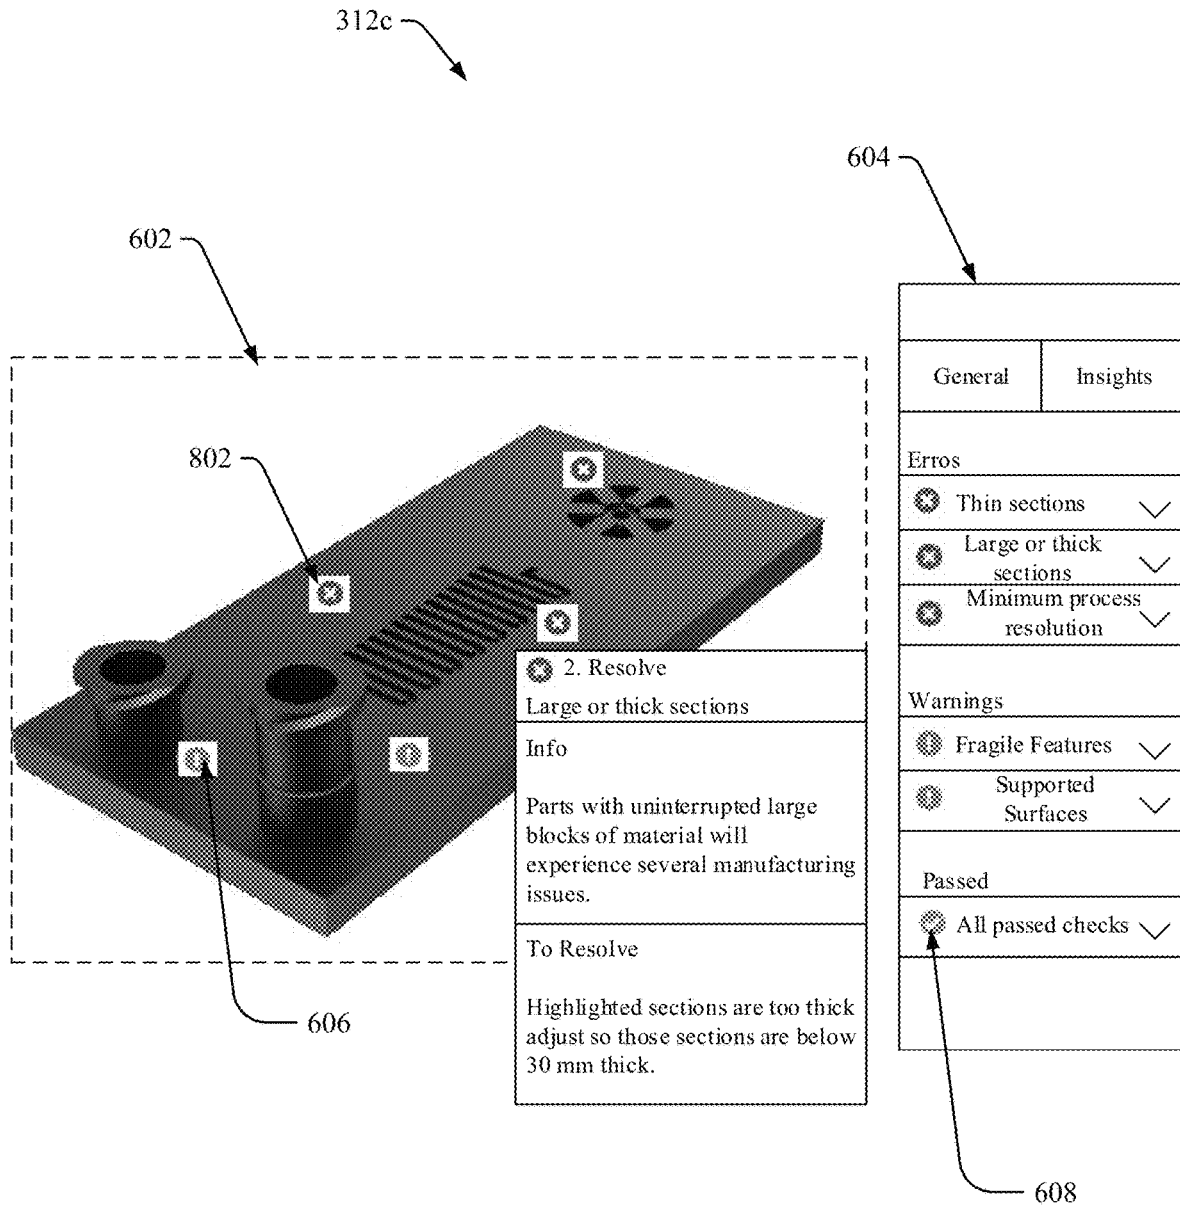 312c
604
602
General Insights
802
Erros
Thin sections
Large or thick
sections
Minimum process
resolution
2. Resolve
Large or thick sections
Info
Parts with uninterrupted large
blocks of material will
experience several manufacturing
issues.
To Resolve
Highlighted sections are too thick
adjust so those sections are below
30 mm thick.
Warnings
Fragile Features
Supported
Surfaces
Passed
All passed checks
606
608